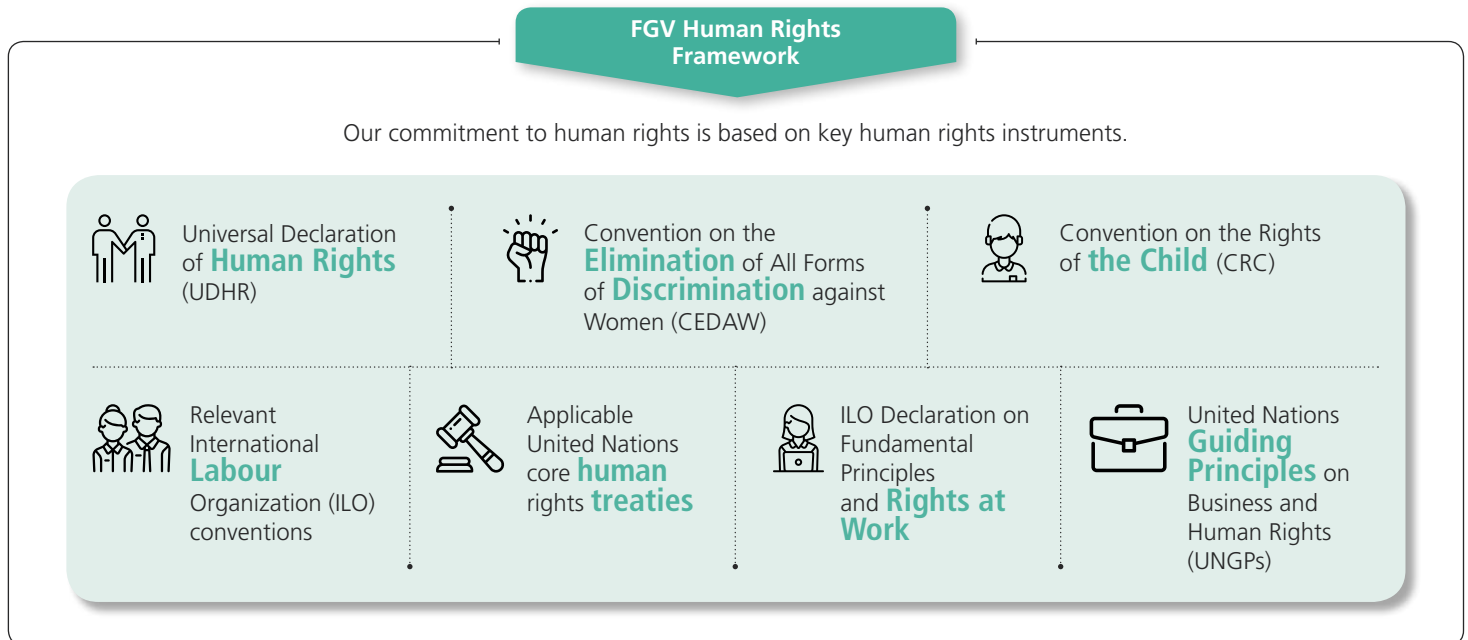 FGV Human Rights
Framework
Our commitment to human rights is based on key human rights instruments.
Universal Declaration
of Human Rights
(UDHR)
Convention on the
Elimination of All Forms
of Discrimination against
Women (CEDAW)
Convention on the Rights
of the Child (CRC)
Relevant
International
Labour
Organization (ILO)
conventions
Applicable
United Nations
core human
rights treaties
ILO Declaration on
Fundamental
Principles
and Rights at
Work
United Nations
Guiding
Principles on
Business and
Human Rights
(UNGPs)